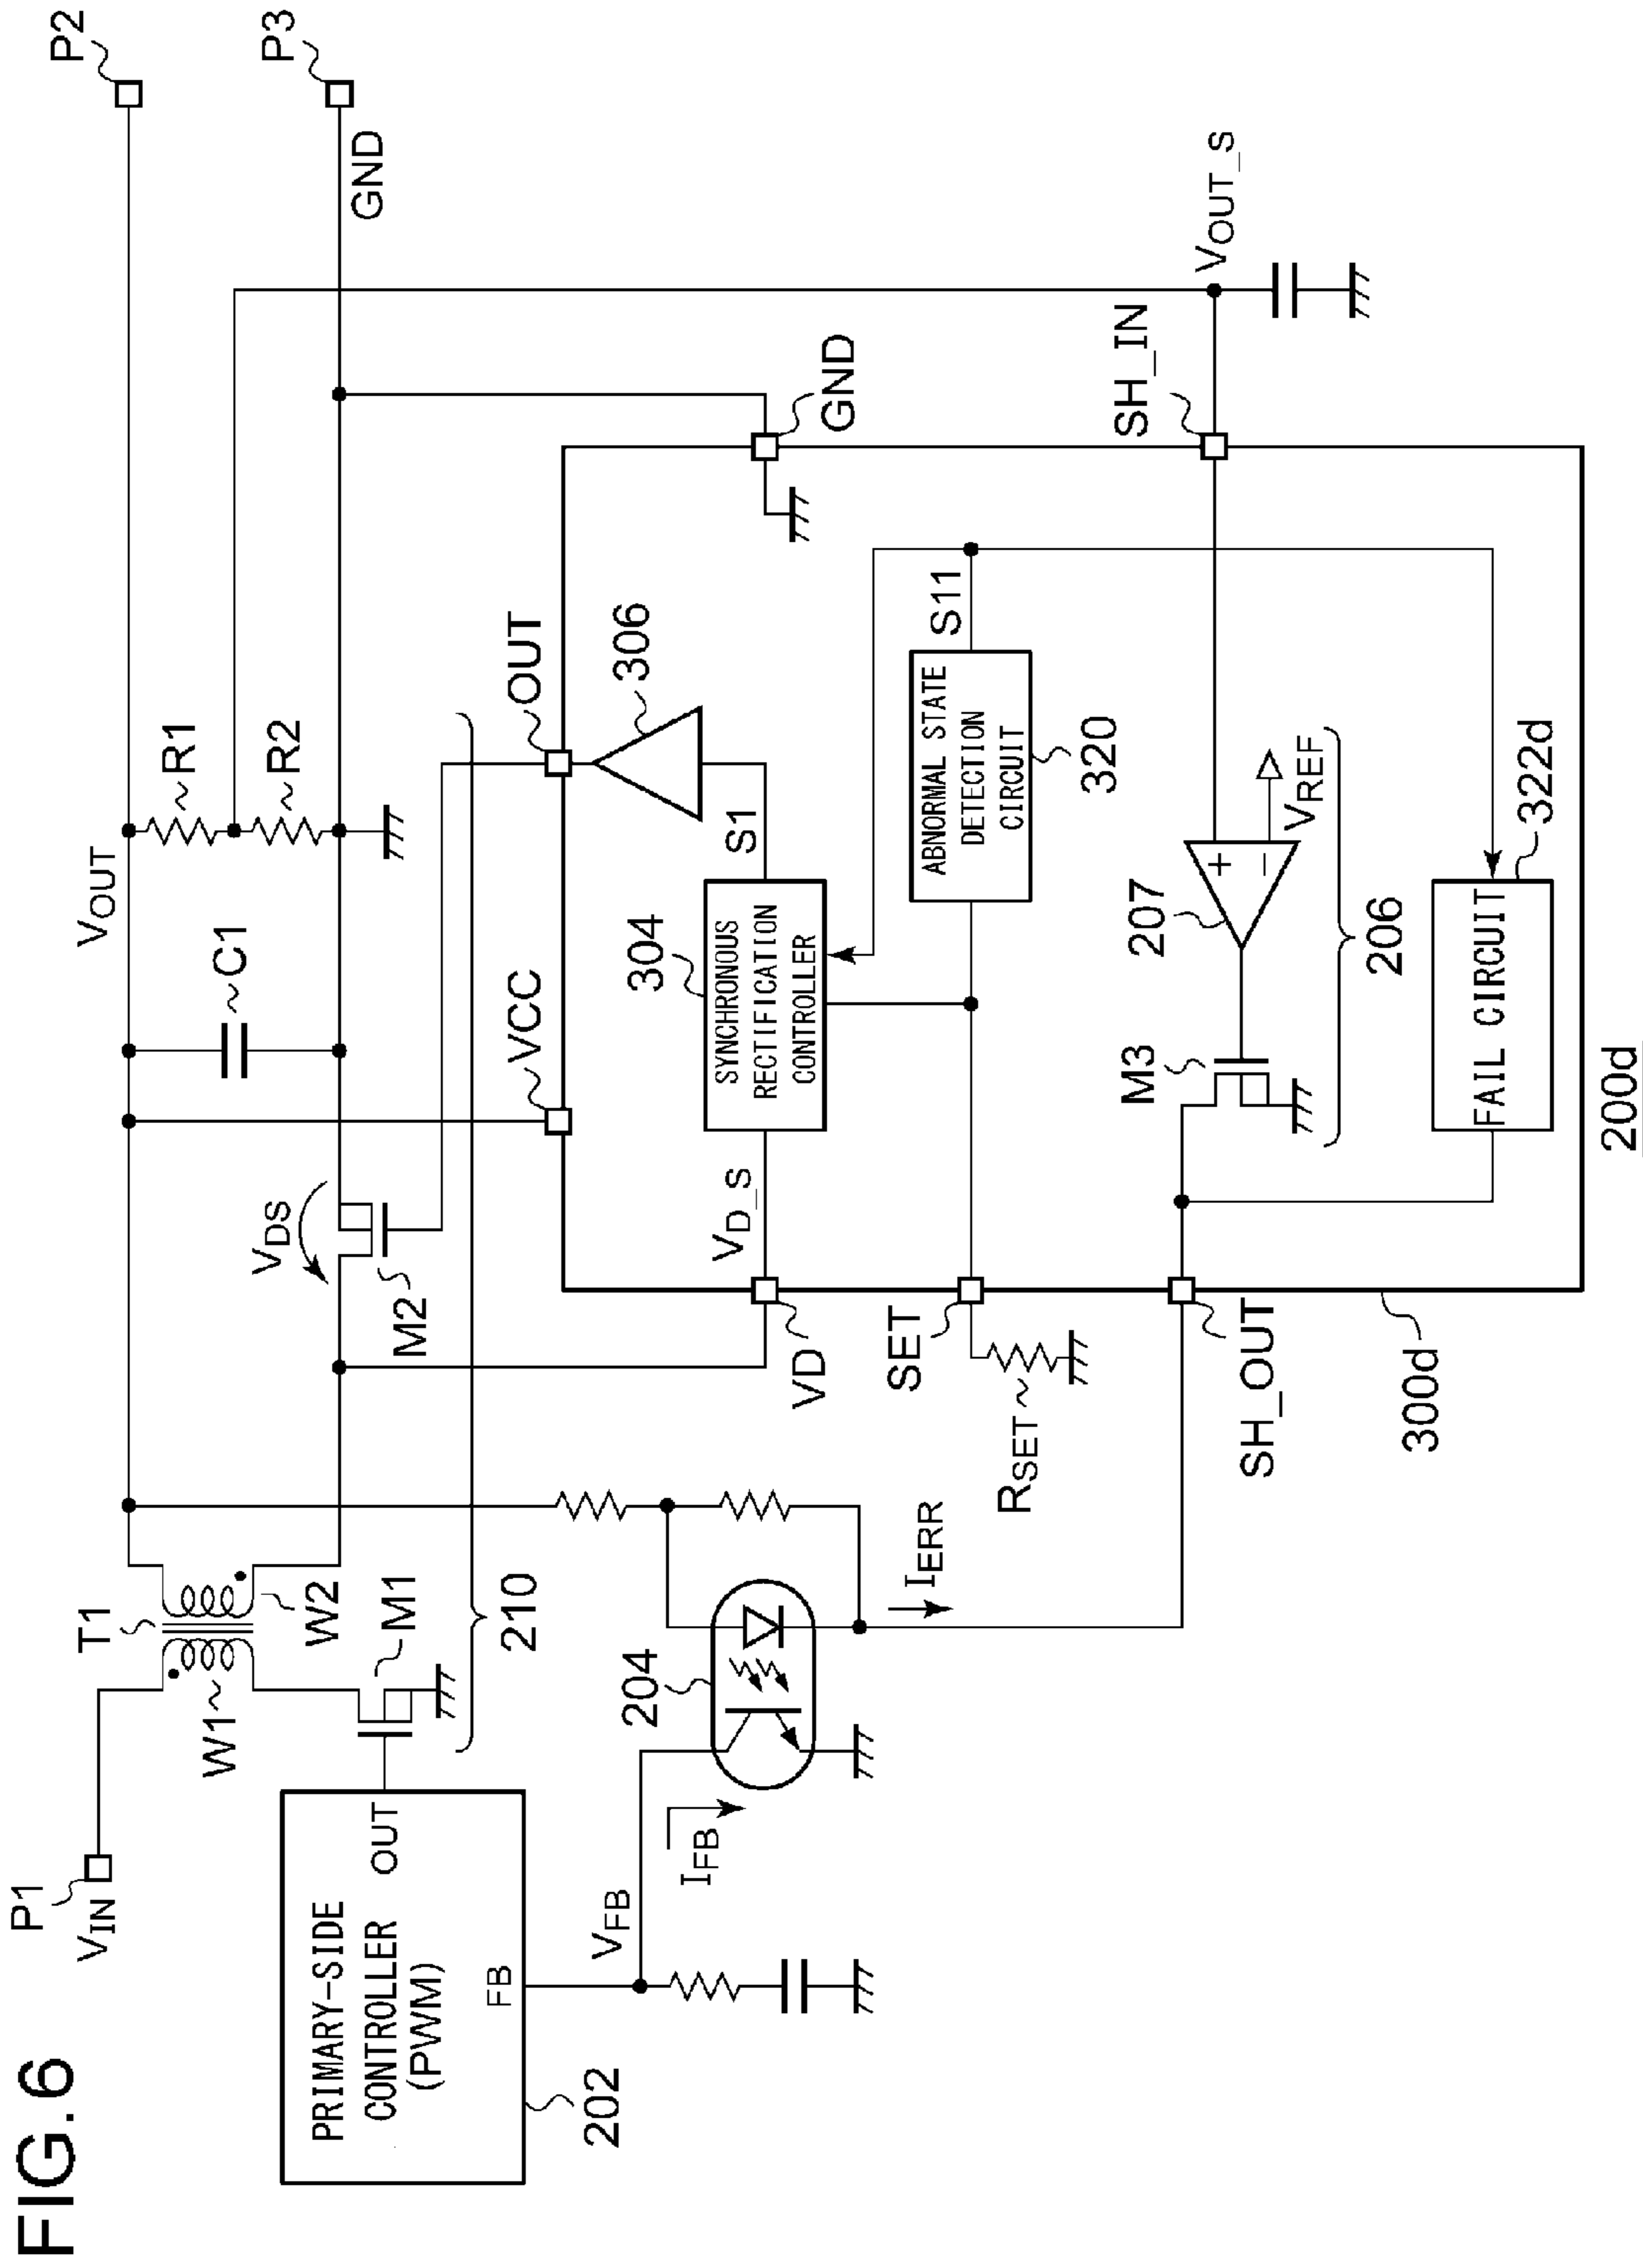 FIG.6
P1
VIN
T1
W1
W2
M1
210
VOUT
C1
R1
R2
P2
P3
GND
VDS
M2
VCC
OUT
PRIMARY-SIDE
CONTROLLER
(PWM)
OUT
FB
202
VFB
IFB
204
IERR
VD
VD_S
304
SYNCHRONOUS
RECTIFICATION
CONTROLLER
S1
306
GND
SET
RSET
ABNORMAL STATE
DETECTION
CIRCUIT
S11
320
SH_OUT
M3
207
+
−
VREF
206
SH_IN
VOUT_S
FAIL CIRCUIT
322d
300d
200d